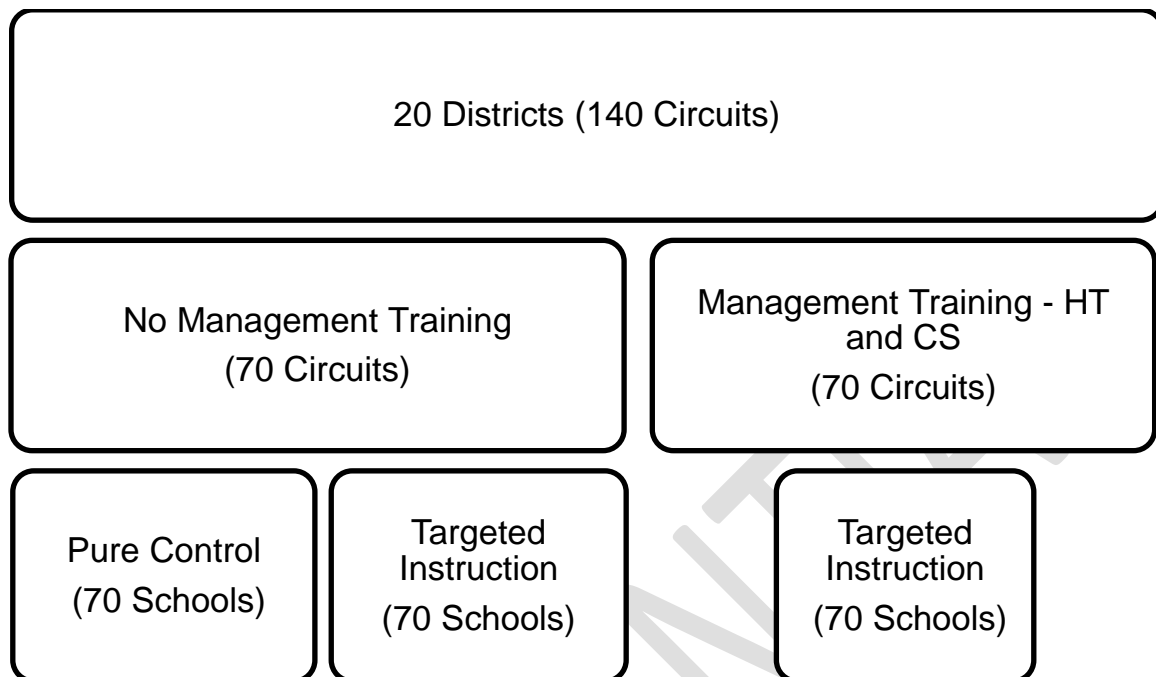 20 Districts (140 Circuits)
No Management Training
(70 Circuits)
Management Training - HT
and CS
(70 Circuits)
Pure Control
(70 Schools)
Targeted
Instruction
(70 Schools)
Targeted
Instruction
(70 Schools)